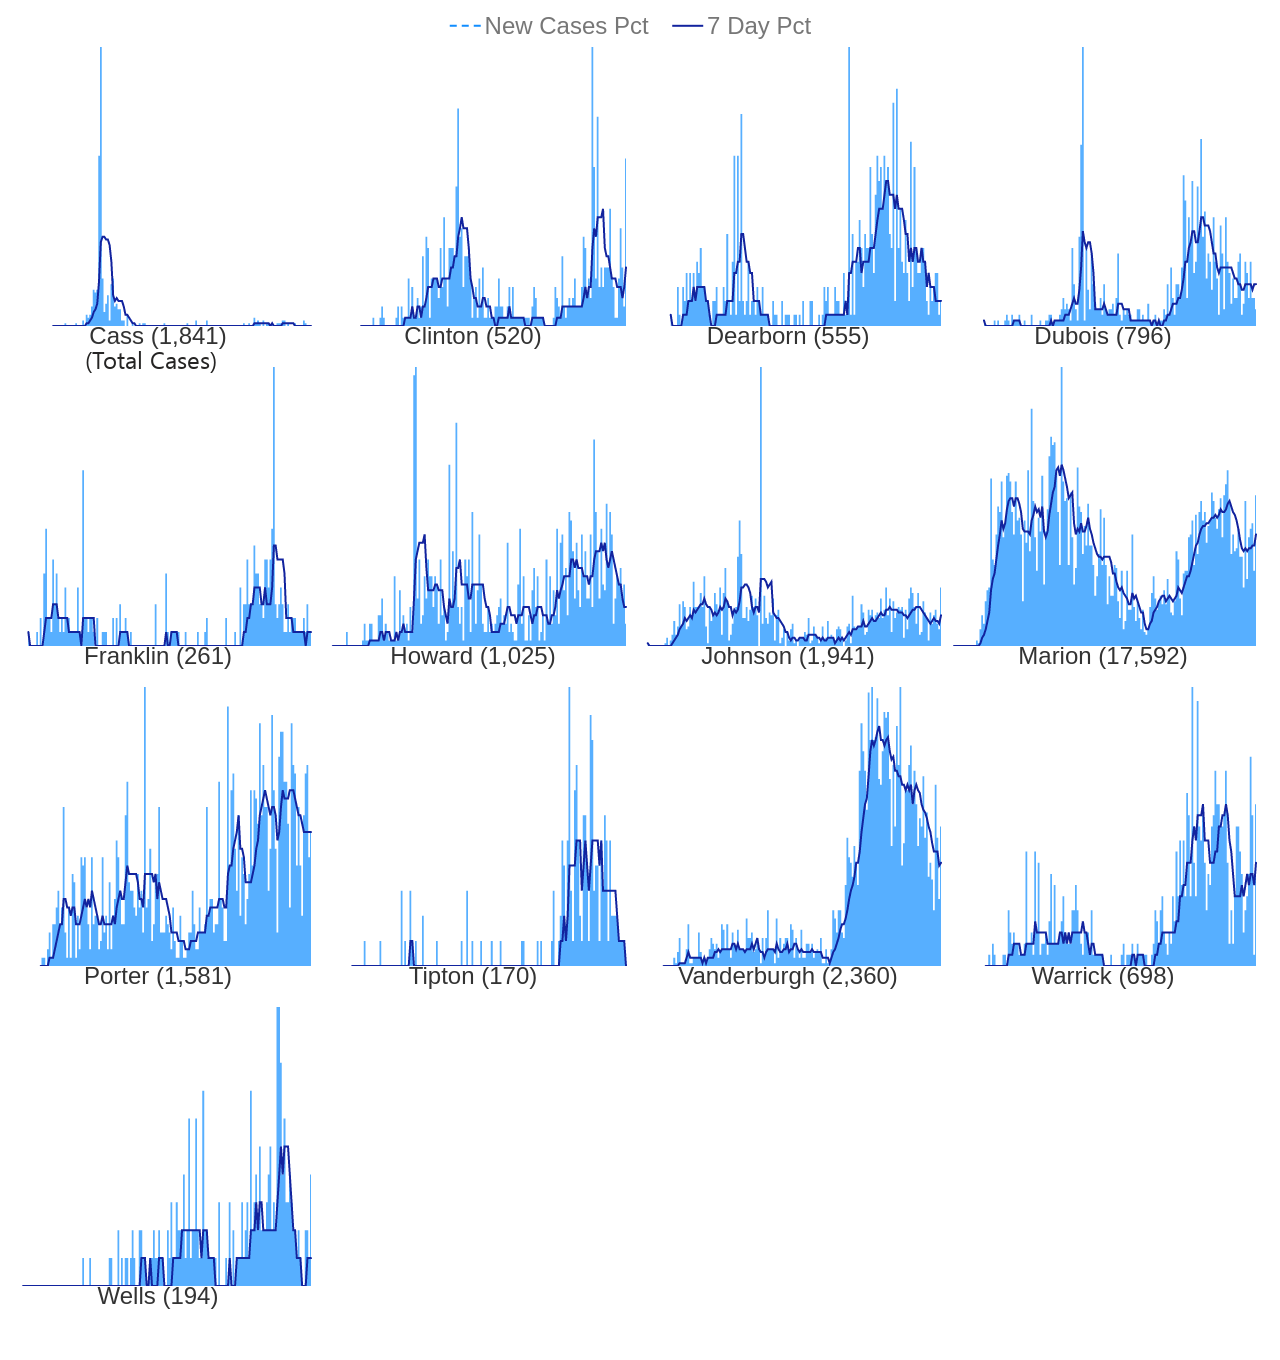 New Cases Pct 7 Day Pct
Cass (1,841) Clinton (520) Dearborn (555) Dubois (796)
(Total Cases)
Franklin (261) Howard (1,025) Johnson (1,941) Marion (17,592)
Porter (1,581) Tipton (170) Vanderburgh (2,360) Warrick (698)
Wells (194)